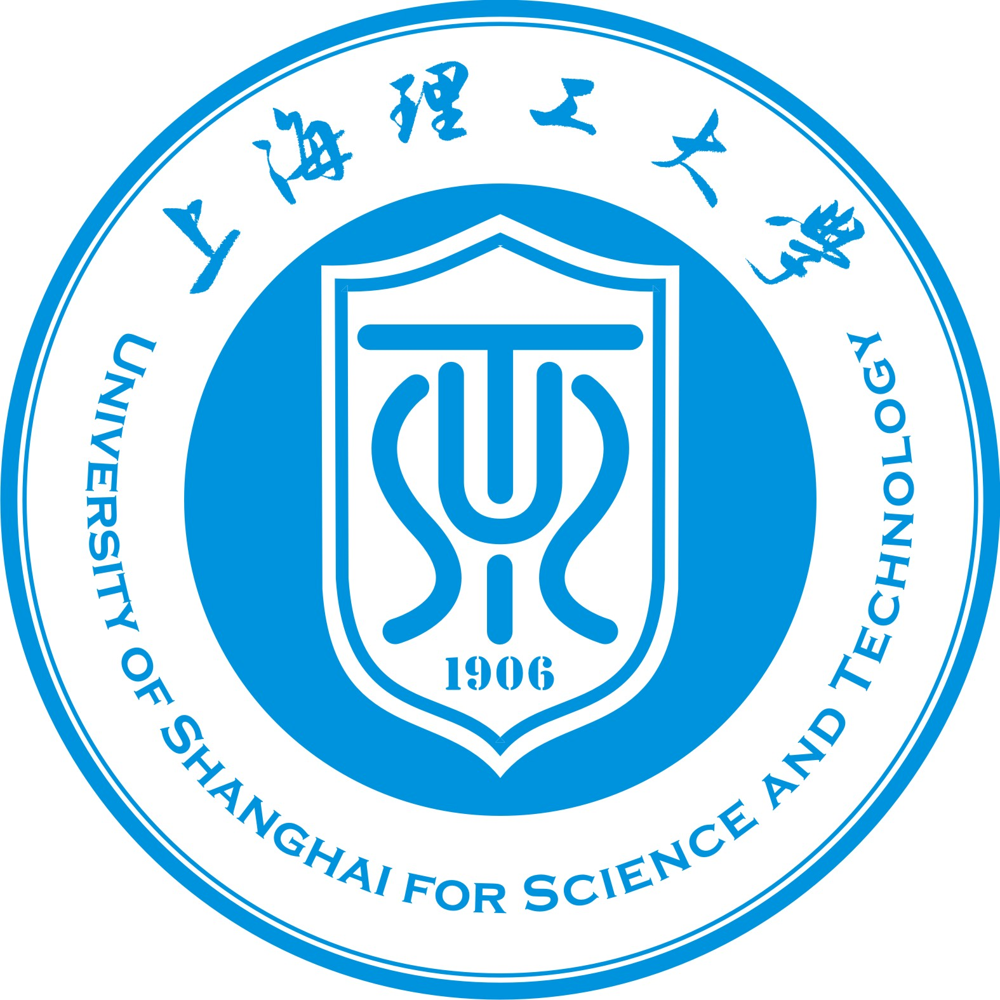 上海理工大學
1906
UNIVERSITY OF SHANGHAI FOR SCIENCE AND TECHNOLOGY